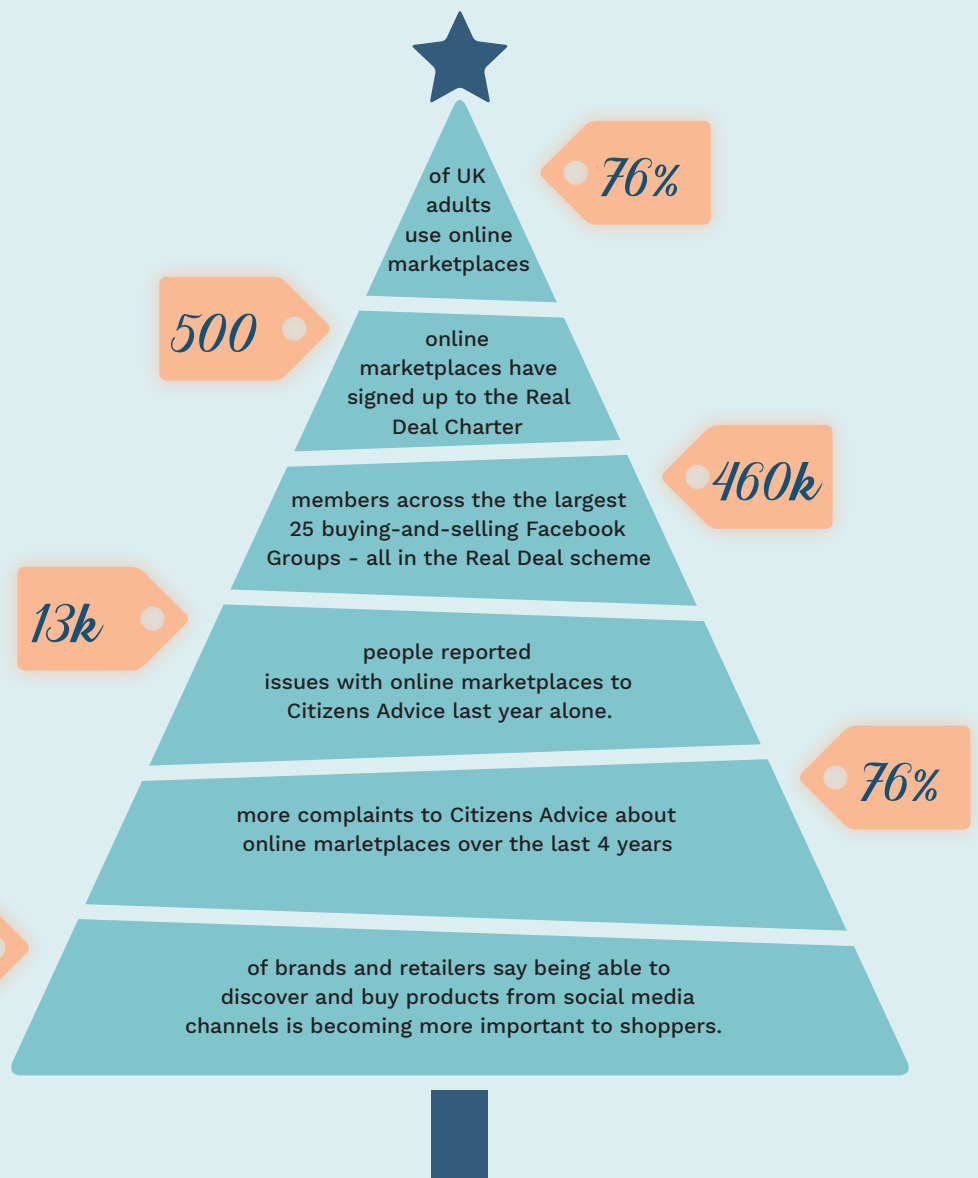 76%
of UK
adults
use online
marketplaces
500
online
marketplaces have
signed up to the Real
Deal Charter
460k
members across the the largest
25 buying-and-selling Facebook
Groups - all in the Real Deal scheme
13k
people reported
issues with online marketplaces to
Citizens Advice last year alone.
76%
more complaints to Citizens Advice about
online marletplaces over the last 4 years
of brands and retailers say being able to
discover and buy products from social media
channels is becoming more important to shoppers.